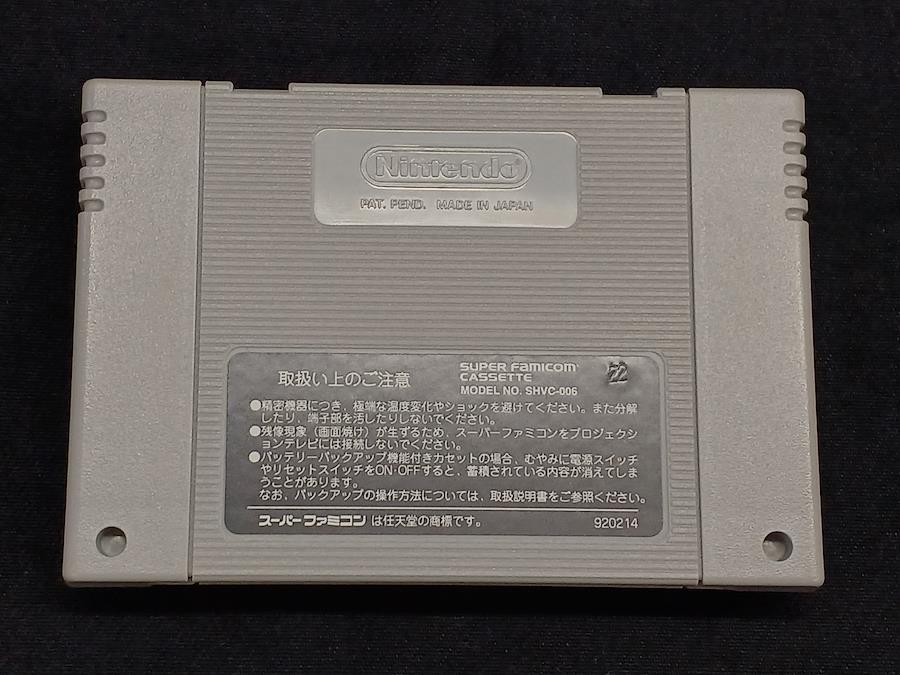 Nintendo®
PAT. PEND. MADE IN JAPAN
取扱い上のご注意
SUPER FAMICOM™
CASSETTE
MODEL NO. SHVC-006
22
●精密機器につき、極端な温度変化やショックを避けてください。また分解
したり、端子部を汚したりしないでください。
●残像現象（画面焼け）が生ずるため、スーパーファミコンをプロジェクシ
ョンテレビには接続しないでください。
●バッテリーバックアップ機能付きカセットの場合、むやみに電源スイッチ
やリセットスイッチをON・OFFすると、蓄積されている内容が消えてしま
うことがあります。
なお、バックアップの操作方法については、取扱説明書をご参照ください。
スーパーファミコンは任天堂の商標です。
920214